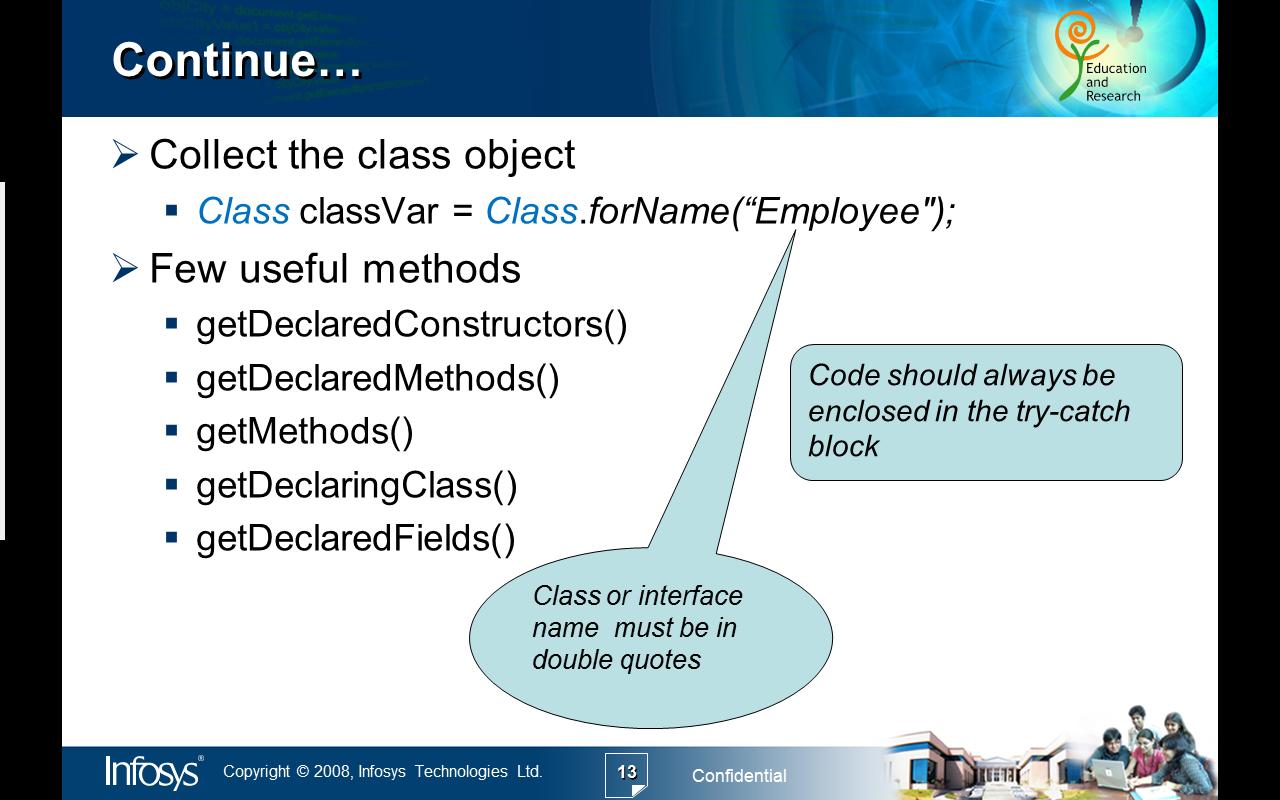 Continue…
Education
and
Research
Collect the class object
Class classVar = Class.forName(“Employee");
Few useful methods
getDeclaredConstructors()
getDeclaredMethods()
getMethods()
getDeclaringClass()
getDeclaredFields()
Code should always be
enclosed in the try-catch
block
Class or interface
name must be in
double quotes
Infosys®
Copyright © 2008, Infosys Technologies Ltd.
13
Confidential